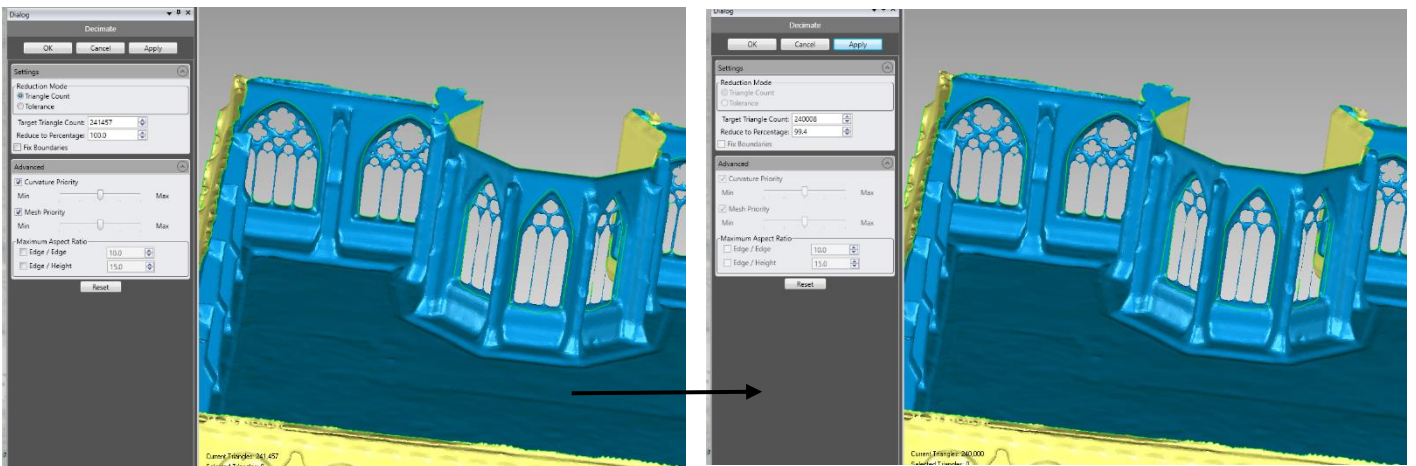 Dialog
Decimate
OK Cancel Apply
Settings
Reduction Mode
Triangle Count
Tolerance
Target Triangle Count: 241457
Reduce to Percentage: 100.0
Fix Boundaries
Advanced
Curvature Priority
Min Max
Mesh Priority
Min Max
Maximum Aspect Ratio
Edge / Edge 10.0
Edge / Height 15.0
Reset
Current Triangles: 241,457
Selected Triangles: 0
Dialog
Decimate
OK Cancel Apply
Settings
Reduction Mode
Triangle Count
Tolerance
Target Triangle Count: 240008
Reduce to Percentage: 99.4
Fix Boundaries
Advanced
Curvature Priority
Min Max
Mesh Priority
Min Max
Maximum Aspect Ratio
Edge / Edge 10.0
Edge / Height 15.0
Reset
Current Triangles: 240,000
Selected Triangles: 0